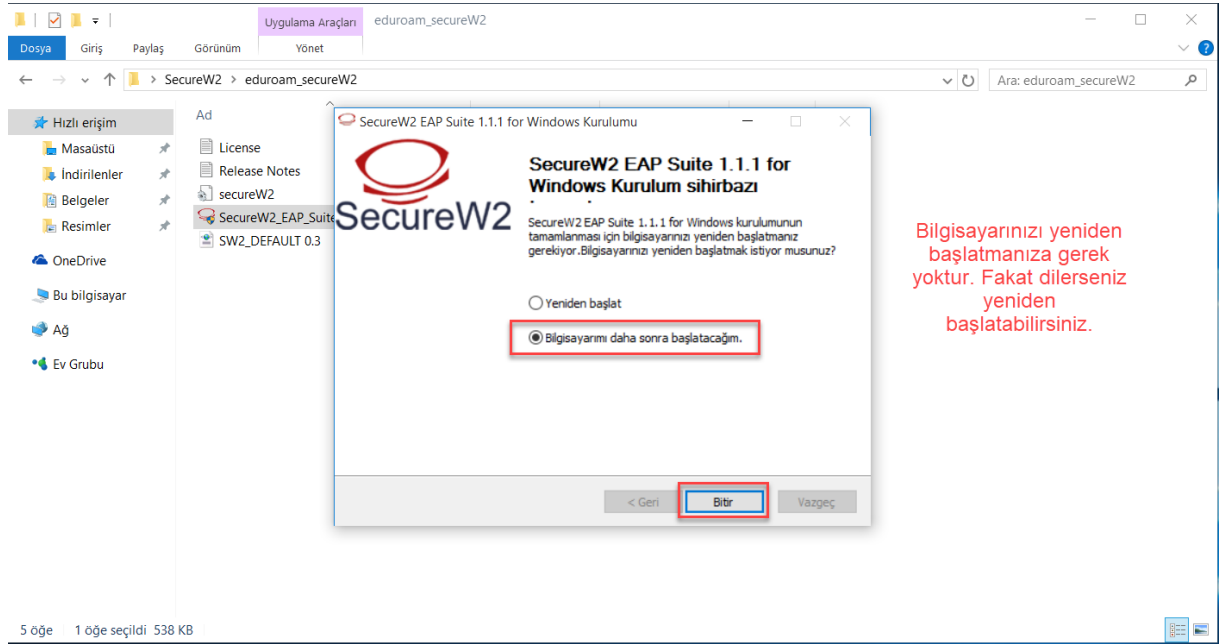 Uygulama Araçları
eduroam_secureW2
Dosya
Giriş
Paylaş
Görünüm
Yönet
SecureW2
eduroam_secureW2
Ara: eduroam_secureW2
Hızlı erişim
Masaüstü
İndirilenler
Belgeler
Resimler
OneDrive
Bu bilgisayar
Ağ
Ev Grubu
Ad
License
Release Notes
secureW2
SecureW2_EAP_Suite
SW2_DEFAULT 0.3
SecureW2 EAP Suite 1.1.1 for Windows Kurulumu
SecureW2
SecureW2 EAP Suite 1.1.1 for
Windows Kurulum sihirbazı
SecureW2 EAP Suite 1.1.1 for Windows kurulumunun
tamamlanması için bilgisayarınızı yeniden başlatmanız
gerekiyor.Bilgisayarınızı yeniden başlatmak istiyor musunuz?
Yeniden başlat
Bilgisayarımı daha sonra başlatacağım.
< Geri
Bitir
Vazgeç
Bilgisayarınızı yeniden
başlatmanıza gerek
yoktur. Fakat dilerseniz
yeniden
başlatabilirsiniz.
5 öğe
1 öğe seçildi 538 KB